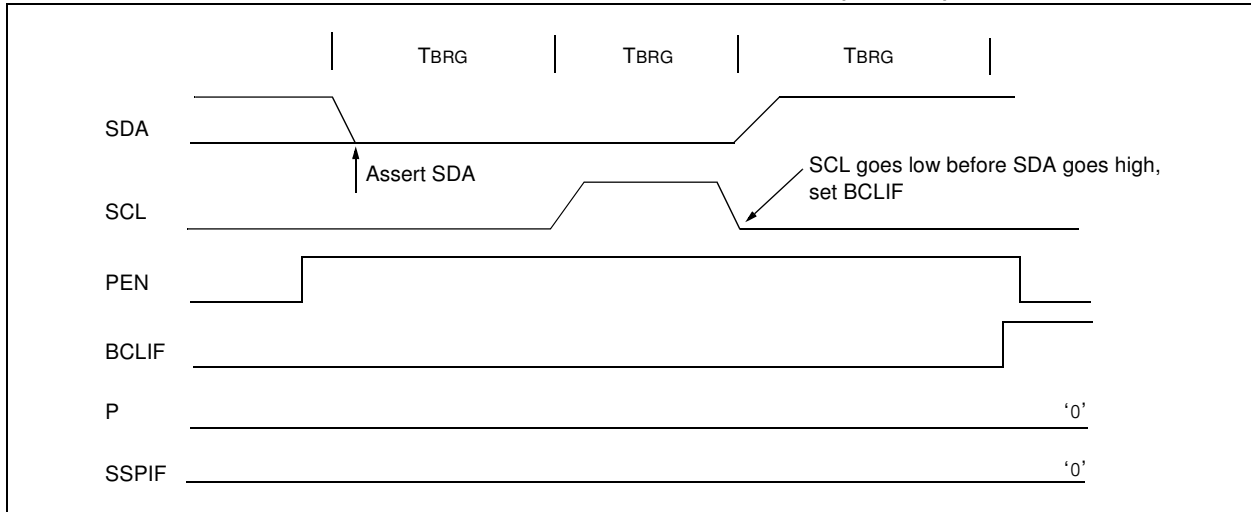 TBRG TBRG TBRG
SDA
Assert SDA
SCL goes low before SDA goes high,
set BCLIF
SCL
PEN
BCLIF
P
‘0’
SSPIF
‘0’